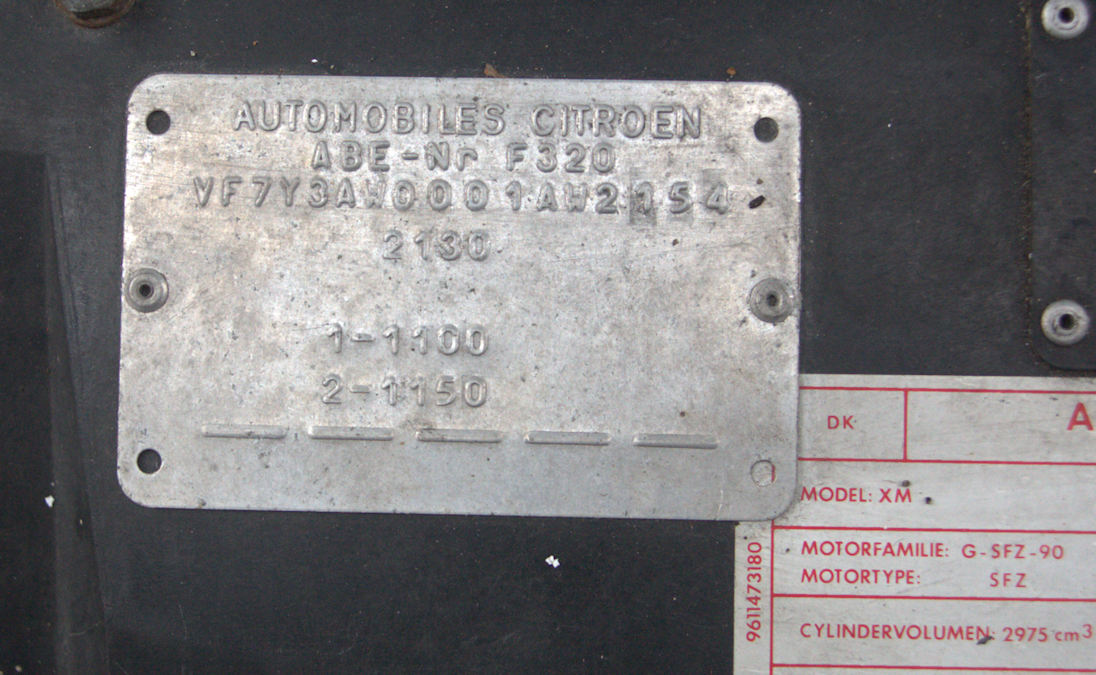 AUTOMOBILES CITROEN
ABE-Nr F320
VF7Y3AW0001AW2154
2130
1-1100
2-1150
DK A
MODEL: XM
MOTORFAMILIE: G-SFZ-90
MOTORTYPE: SFZ
CYLINDERVOLUMEN: 2975 cm3
9611473180